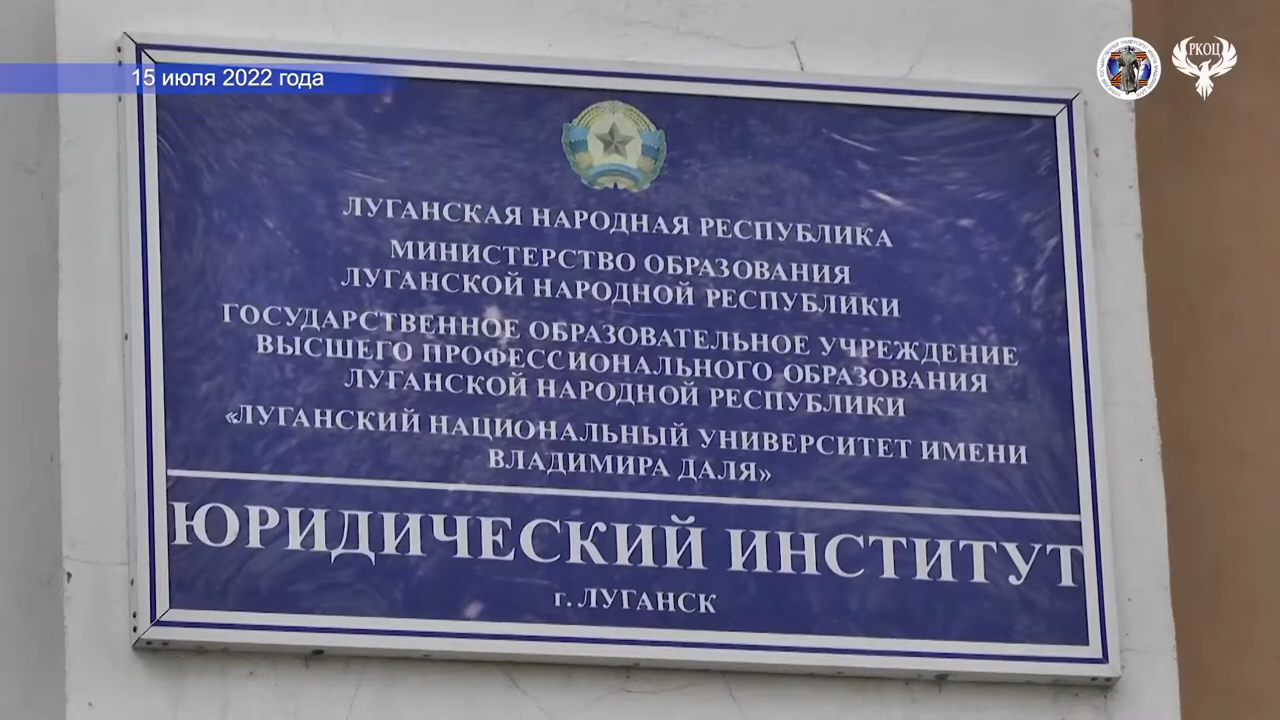 15 июля 2022 года
РКОЦ
ЛУГАНСКАЯ НАРОДНАЯ РЕСПУБЛИКА
МИНИСТЕРСТВО ОБРАЗОВАНИЯ
ЛУГАНСКОЙ НАРОДНОЙ РЕСПУБЛИКИ
ГОСУДАРСТВЕННОЕ ОБРАЗОВАТЕЛЬНОЕ УЧРЕЖДЕНИЕ
ВЫСШЕГО ПРОФЕССИОНАЛЬНОГО ОБРАЗОВАНИЯ
ЛУГАНСКОЙ НАРОДНОЙ РЕСПУБЛИКИ
«ЛУГАНСКИЙ НАЦИОНАЛЬНЫЙ УНИВЕРСИТЕТ ИМЕНИ
ВЛАДИМИРА ДАЛЯ»
ЮРИДИЧЕСКИЙ ИНСТИТУТ
г. ЛУГАНСК